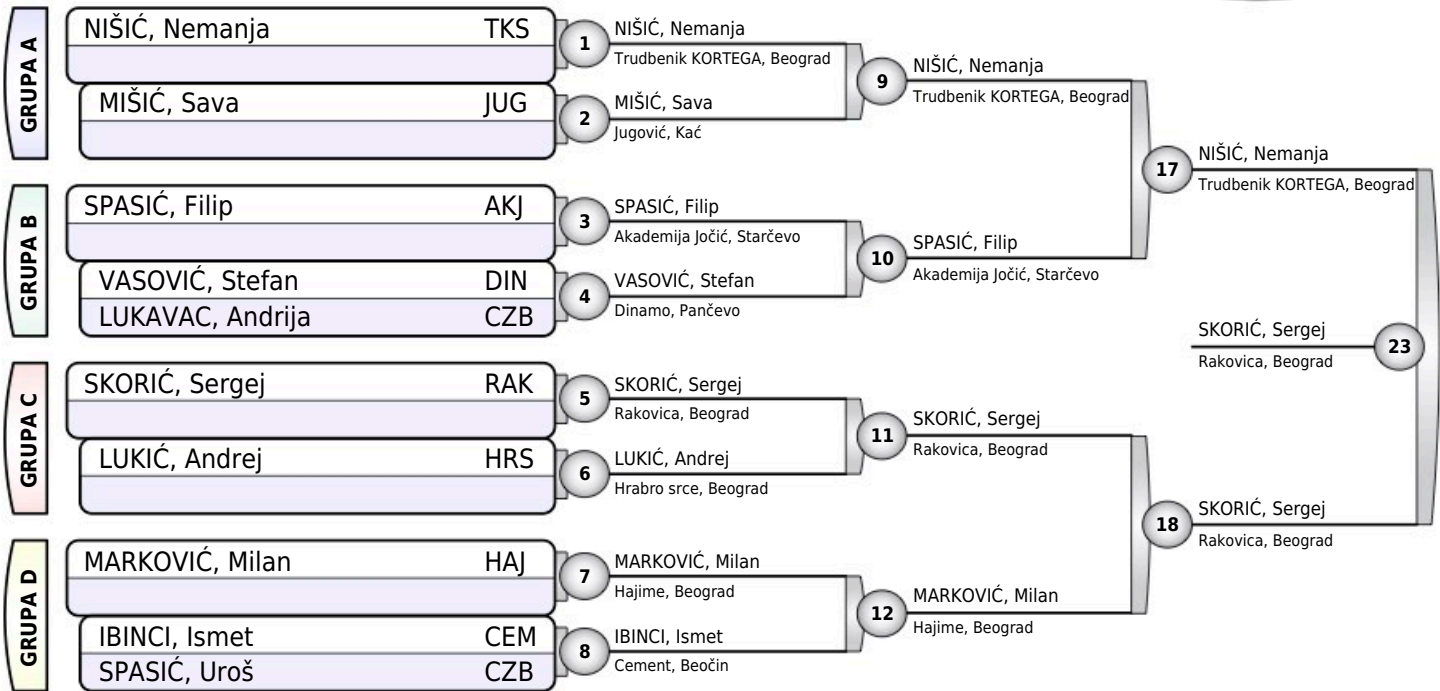 GRUPA A
NIŠIĆ, Nemanja TKS
MIŠIĆ, Sava JUG
GRUPA B
SPASIĆ, Filip AKJ
VASOVIĆ, Stefan DIN
LUKAVAC, Andrija CZB
GRUPA C
SKORIĆ, Sergej RAK
LUKIĆ, Andrej HRS
GRUPA D
MARKOVIĆ, Milan HAJ
IBINCI, Ismet CEM
SPASIĆ, Uroš CZB
1
NIŠIĆ, Nemanja
Trudbenik KORTEGA, Beograd
2
MIŠIĆ, Sava
Jugović, Kać
3
SPASIĆ, Filip
Akademija Jočić, Starčevo
4
VASOVIĆ, Stefan
Dinamo, Pančevo
5
SKORIĆ, Sergej
Rakovica, Beograd
6
LUKIĆ, Andrej
Hrabro srce, Beograd
7
MARKOVIĆ, Milan
Hajime, Beograd
8
IBINCI, Ismet
Cement, Beočin
9
NIŠIĆ, Nemanja
Trudbenik KORTEGA, Beograd
10
SPASIĆ, Filip
Akademija Jočić, Starčevo
11
SKORIĆ, Sergej
Rakovica, Beograd
12
MARKOVIĆ, Milan
Hajime, Beograd
17
NIŠIĆ, Nemanja
Trudbenik KORTEGA, Beograd
18
SKORIĆ, Sergej
Rakovica, Beograd
SKORIĆ, Sergej
Rakovica, Beograd
23